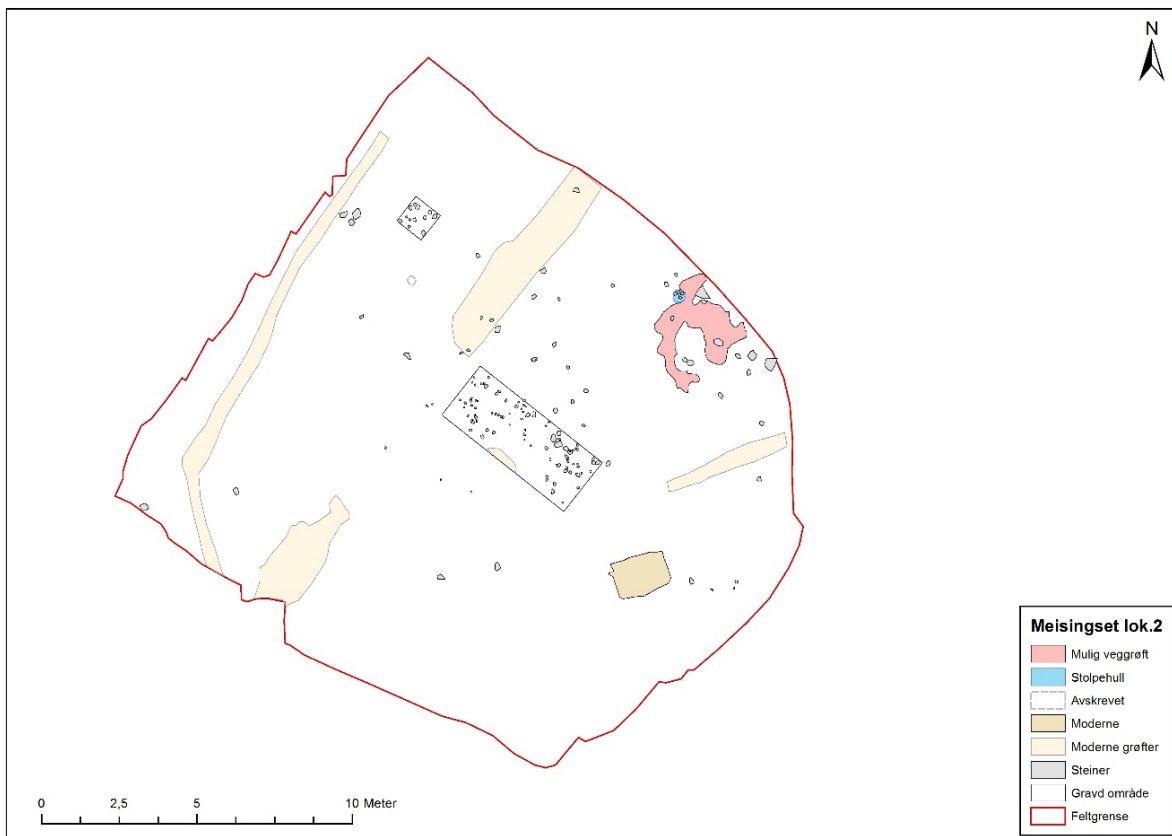 N
Meisingset lok.2
Mulig veggrøft
Stolpehull
Avskrevet
Moderne
Moderne grøfter
Steiner
Gravd område
Feltgrense
0 2,5 5 10 Meter